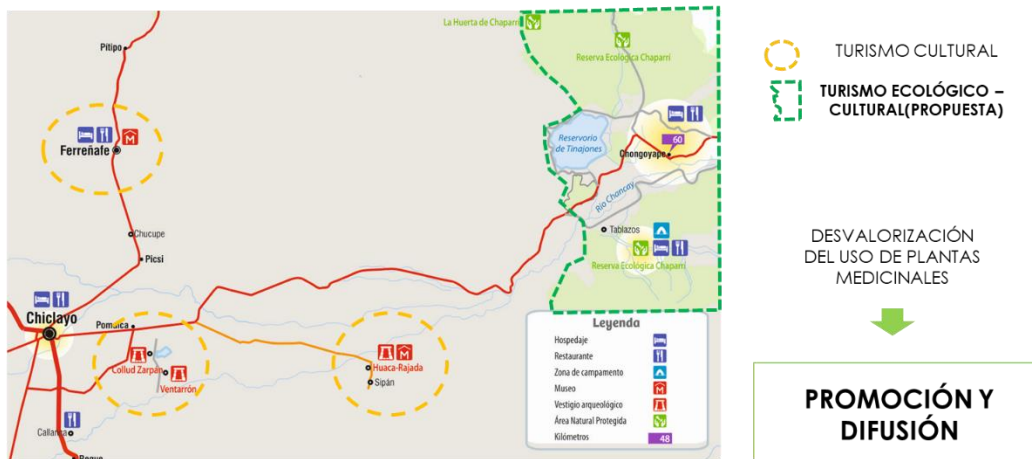 La Huerta de Chaparrí
Reserva Ecológica Chaparrí
Pítipo
Ferreñafe
Reservorio
de Tinajones
60
Chongoyape
Río Chancay
Tablazos
Reserva Ecológica Chaparrí
Chucupe
Picsi
Chiclayo
Pomalca
Collud Zarpán
Ventarrón
Huaca-Rajada
Sipán
Callanca
Reque
Leyenda
Hospedaje
Restaurante
Zona de campamento
Museo
M
Vestigio arqueológico
Área Natural Protegida
Kilómetros
48
TURISMO CULTURAL
TURISMO ECOLÓGICO –
CULTURAL(PROPUESTA)
DESVALORIZACIÓN
DEL USO DE PLANTAS
MEDICINALES
PROMOCIÓN Y
DIFUSIÓN